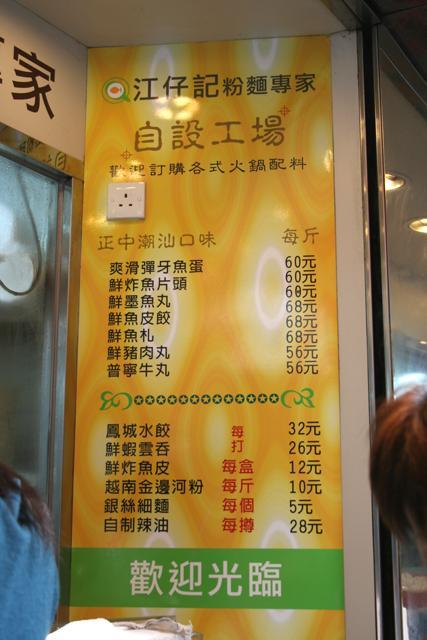 專家
江仔記粉麵專家
自設工場
歡迎訂購各式火鍋配料
正中潮汕口味 每斤
爽滑彈牙魚蛋 60元
鮮炸魚片頭 60元
鮮墨魚丸 60元
鮮魚皮餃 68元
鮮魚札 68元
鮮豬肉丸 56元
普寧牛丸 56元
鳳城水餃 每打 32元
鮮蝦雲吞 26元
鮮炸魚皮 每盒 12元
越南金邊河粉 每斤 10元
銀絲細麵 每個 5元
自制辣油 每樽 28元
歡迎光臨